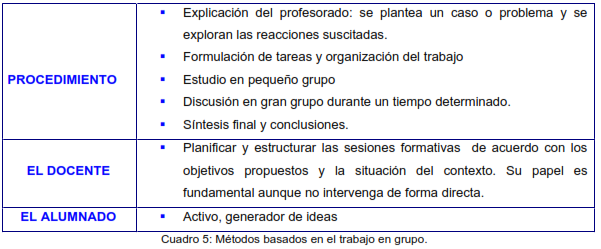 ▪ Explicación del profesorado: se plantea un caso o problema y se
exploran las reacciones suscitadas.
▪ Formulación de tareas y organización del trabajo
PROCEDIMIENTO
▪ Estudio en pequeño grupo
▪ Discusión en gran grupo durante un tiempo determinado.
▪ Síntesis final y conclusiones.
▪ Planificar y estructurar las sesiones formativas de acuerdo con los
EL DOCENTE
objetivos propuestos y la situación del contexto. Su papel es
fundamental aunque no intervenga de forma directa.
EL ALUMNADO
▪ Activo, generador de ideas
Cuadro 5: Métodos basados en el trabajo en grupo.